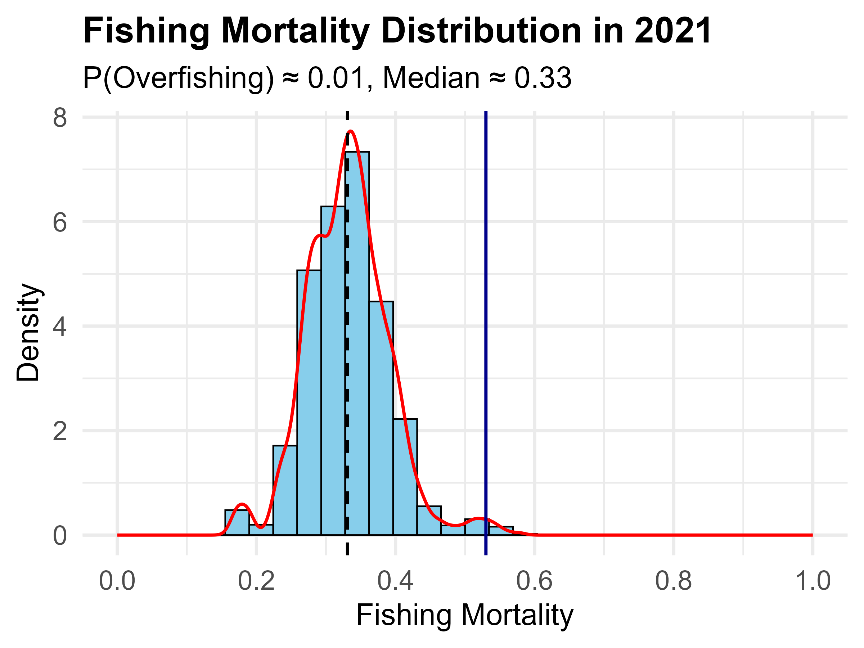 Fishing Mortality Distribution in 2021
P(Overfishing) ≈ 0.01, Median ≈ 0.33
8
6
4
2
0
Density
0.0 0.2 0.4 0.6 0.8 1.0
Fishing Mortality